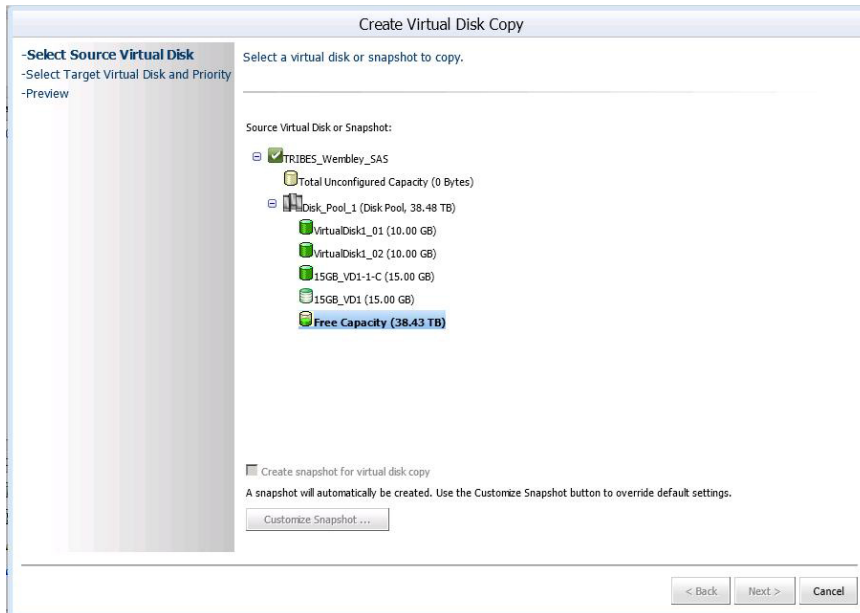 Create Virtual Disk Copy
-Select Source Virtual Disk
-Select Target Virtual Disk and Priority
-Preview
Select a virtual disk or snapshot to copy.
Source Virtual Disk or Snapshot:
TRIBES_Wembley_SAS
Total Unconfigured Capacity (0 Bytes)
Disk_Pool_1 (Disk Pool, 38.48 TB)
VirtualDisk1_01 (10.00 GB)
VirtualDisk1_02 (10.00 GB)
15GB_VD1-1-C (15.00 GB)
15GB_VD1 (15.00 GB)
Free Capacity (38.43 TB)
Create snapshot for virtual disk copy
A snapshot will automatically be created. Use the Customize Snapshot button to override default settings.
Customize Snapshot ...
< Back Next > Cancel